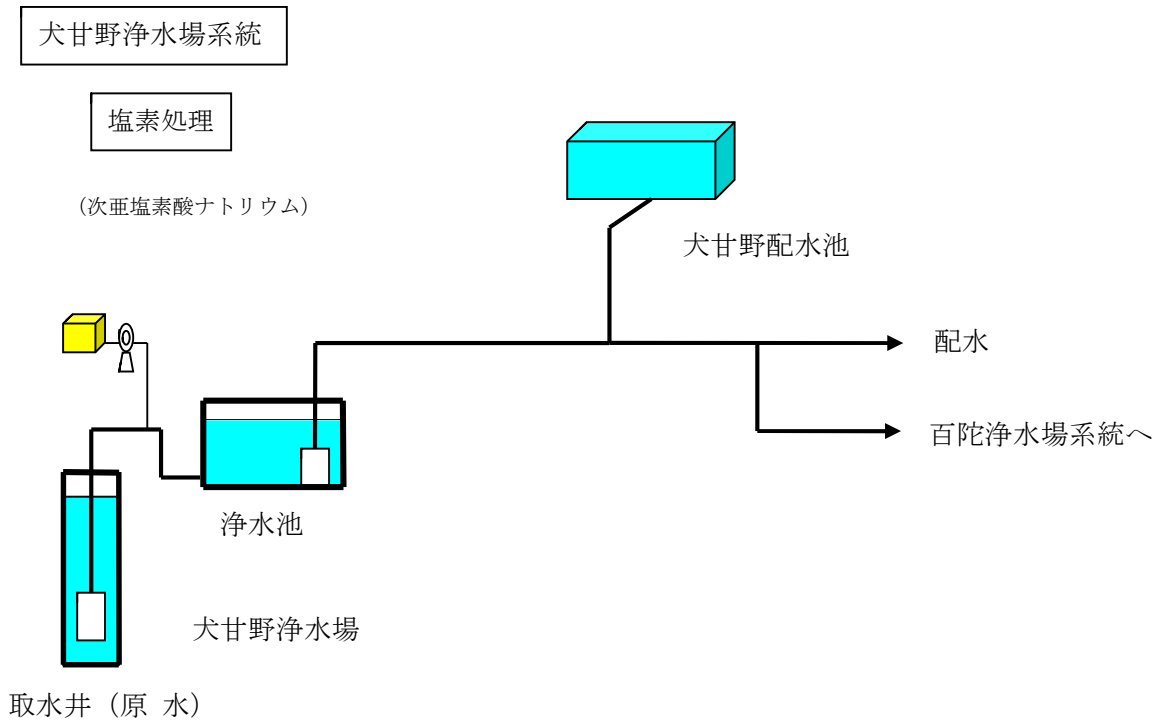 犬甘野浄水場系統
塩素処理
(次亜塩素酸ナトリウム)
犬甘野配水池
配水
百陀浄水場系統へ
浄水池
犬甘野浄水場
取水井（原 水）